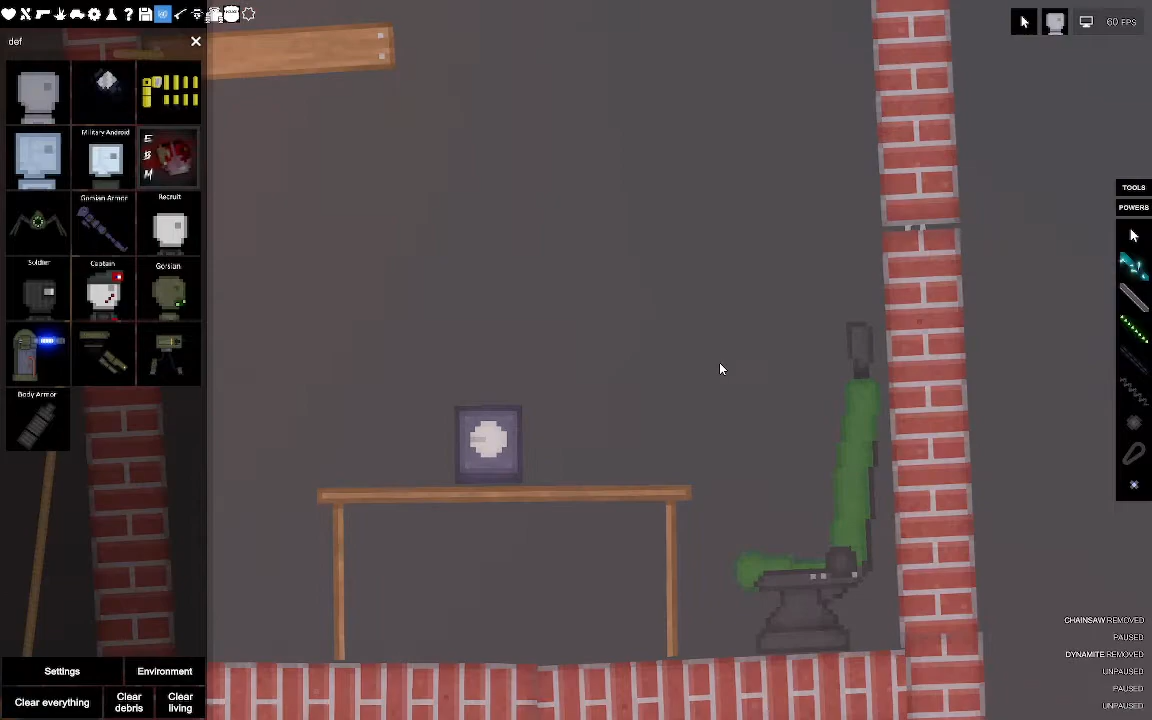 60 FPS
def
Military Android
E
B
M
Gorsian Armor
Recruit
Soldier
Captain
Gorsian
Body Armor
TOOLS
POWERS
Settings
Environment
Clear everything
Clear debris
Clear living
CHAINSAW REMOVED
PAUSED
DYNAMITE REMOVED
UNPAUSED
PAUSED
UNPAUSED